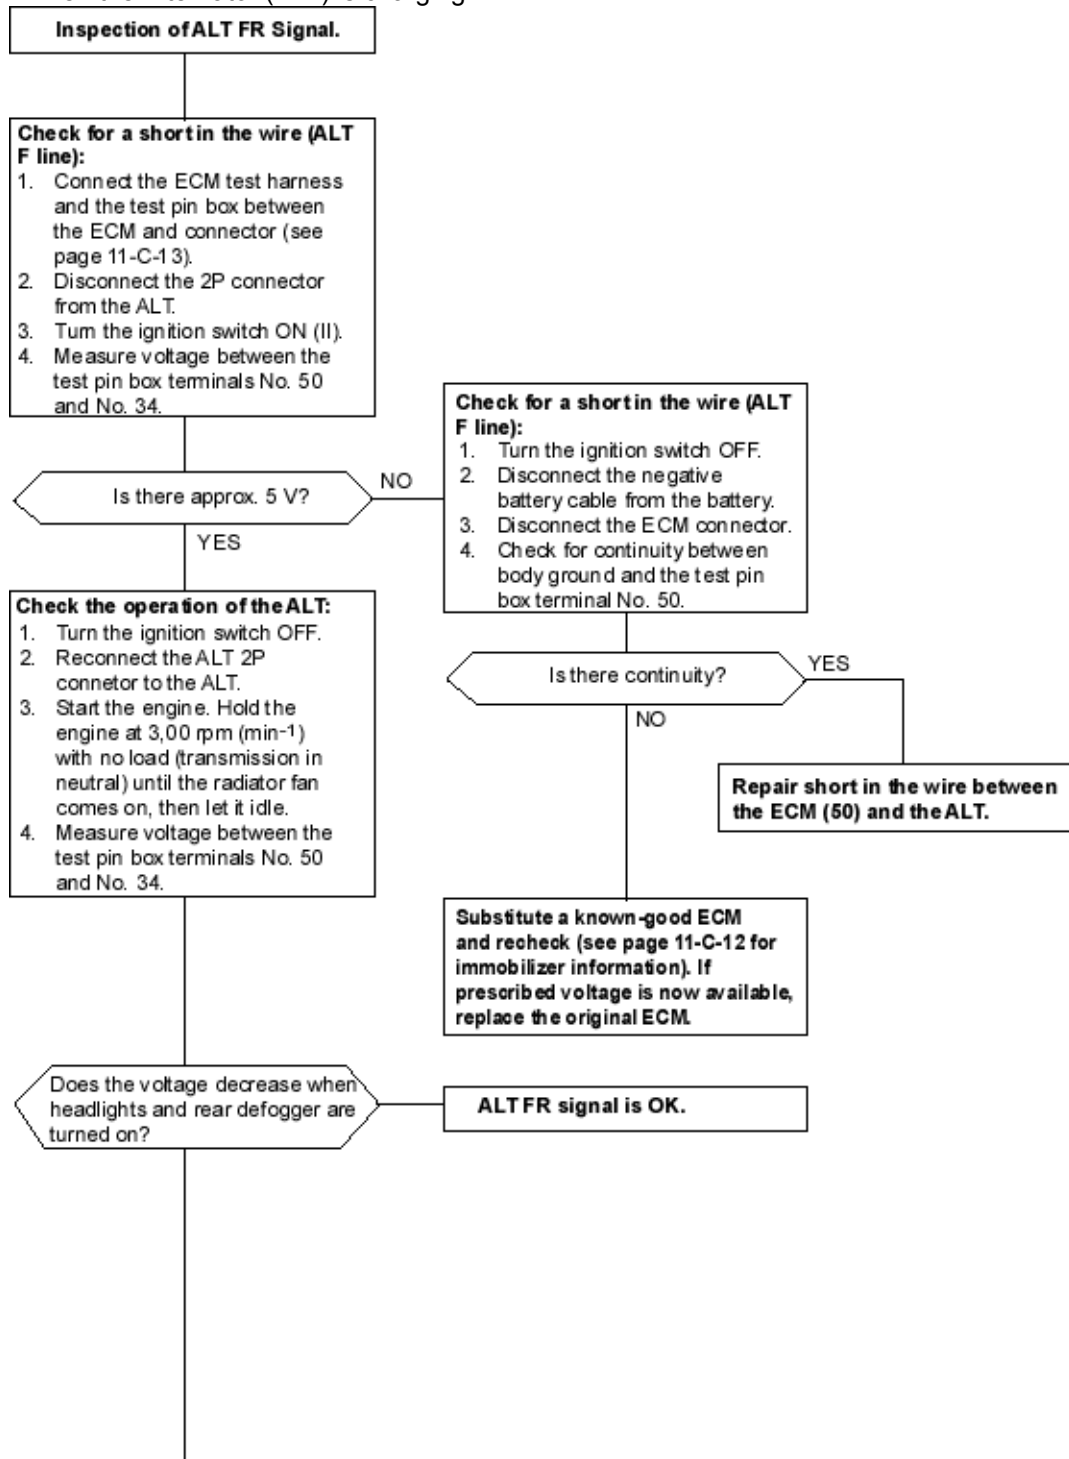 Inspection of ALT FR Signal.
Check for a short in the wire (ALT
F line):
1. Connect the ECM test harness
and the test pin box between
the ECM and connector (see
page 11-C-13).
2. Disconnect the 2P connector
from the ALT.
3. Turn the ignition switch ON (II).
4. Measure voltage between the
test pin box terminals No. 50
and No. 34.
Is there approx. 5 V?
NO
YES
Check for a short in the wire (ALT
F line):
1. Turn the ignition switch OFF.
2. Disconnect the negative
battery cable from the battery.
3. Disconnect the ECM connector.
4. Check for continuity between
body ground and the test pin
box terminal No. 50.
Is there continuity?
YES
NO
Repair short in the wire between
the ECM (50) and the ALT.
Substitute a known-good ECM
and recheck (see page 11-C-12 for
immobilizer information). If
prescribed voltage is now available,
replace the original ECM.
Check the operation of the ALT:
1. Turn the ignition switch OFF.
2. Reconnect the ALT 2P
connetor to the ALT.
3. Start the engine. Hold the
engine at 3,00 rpm (min-1)
with no load (transmission in
neutral) until the radiator fan
comes on, then let it idle.
4. Measure voltage between the
test pin box terminals No. 50
and No. 34.
Does the voltage decrease when
headlights and rear defogger are
turned on?
ALT FR signal is OK.